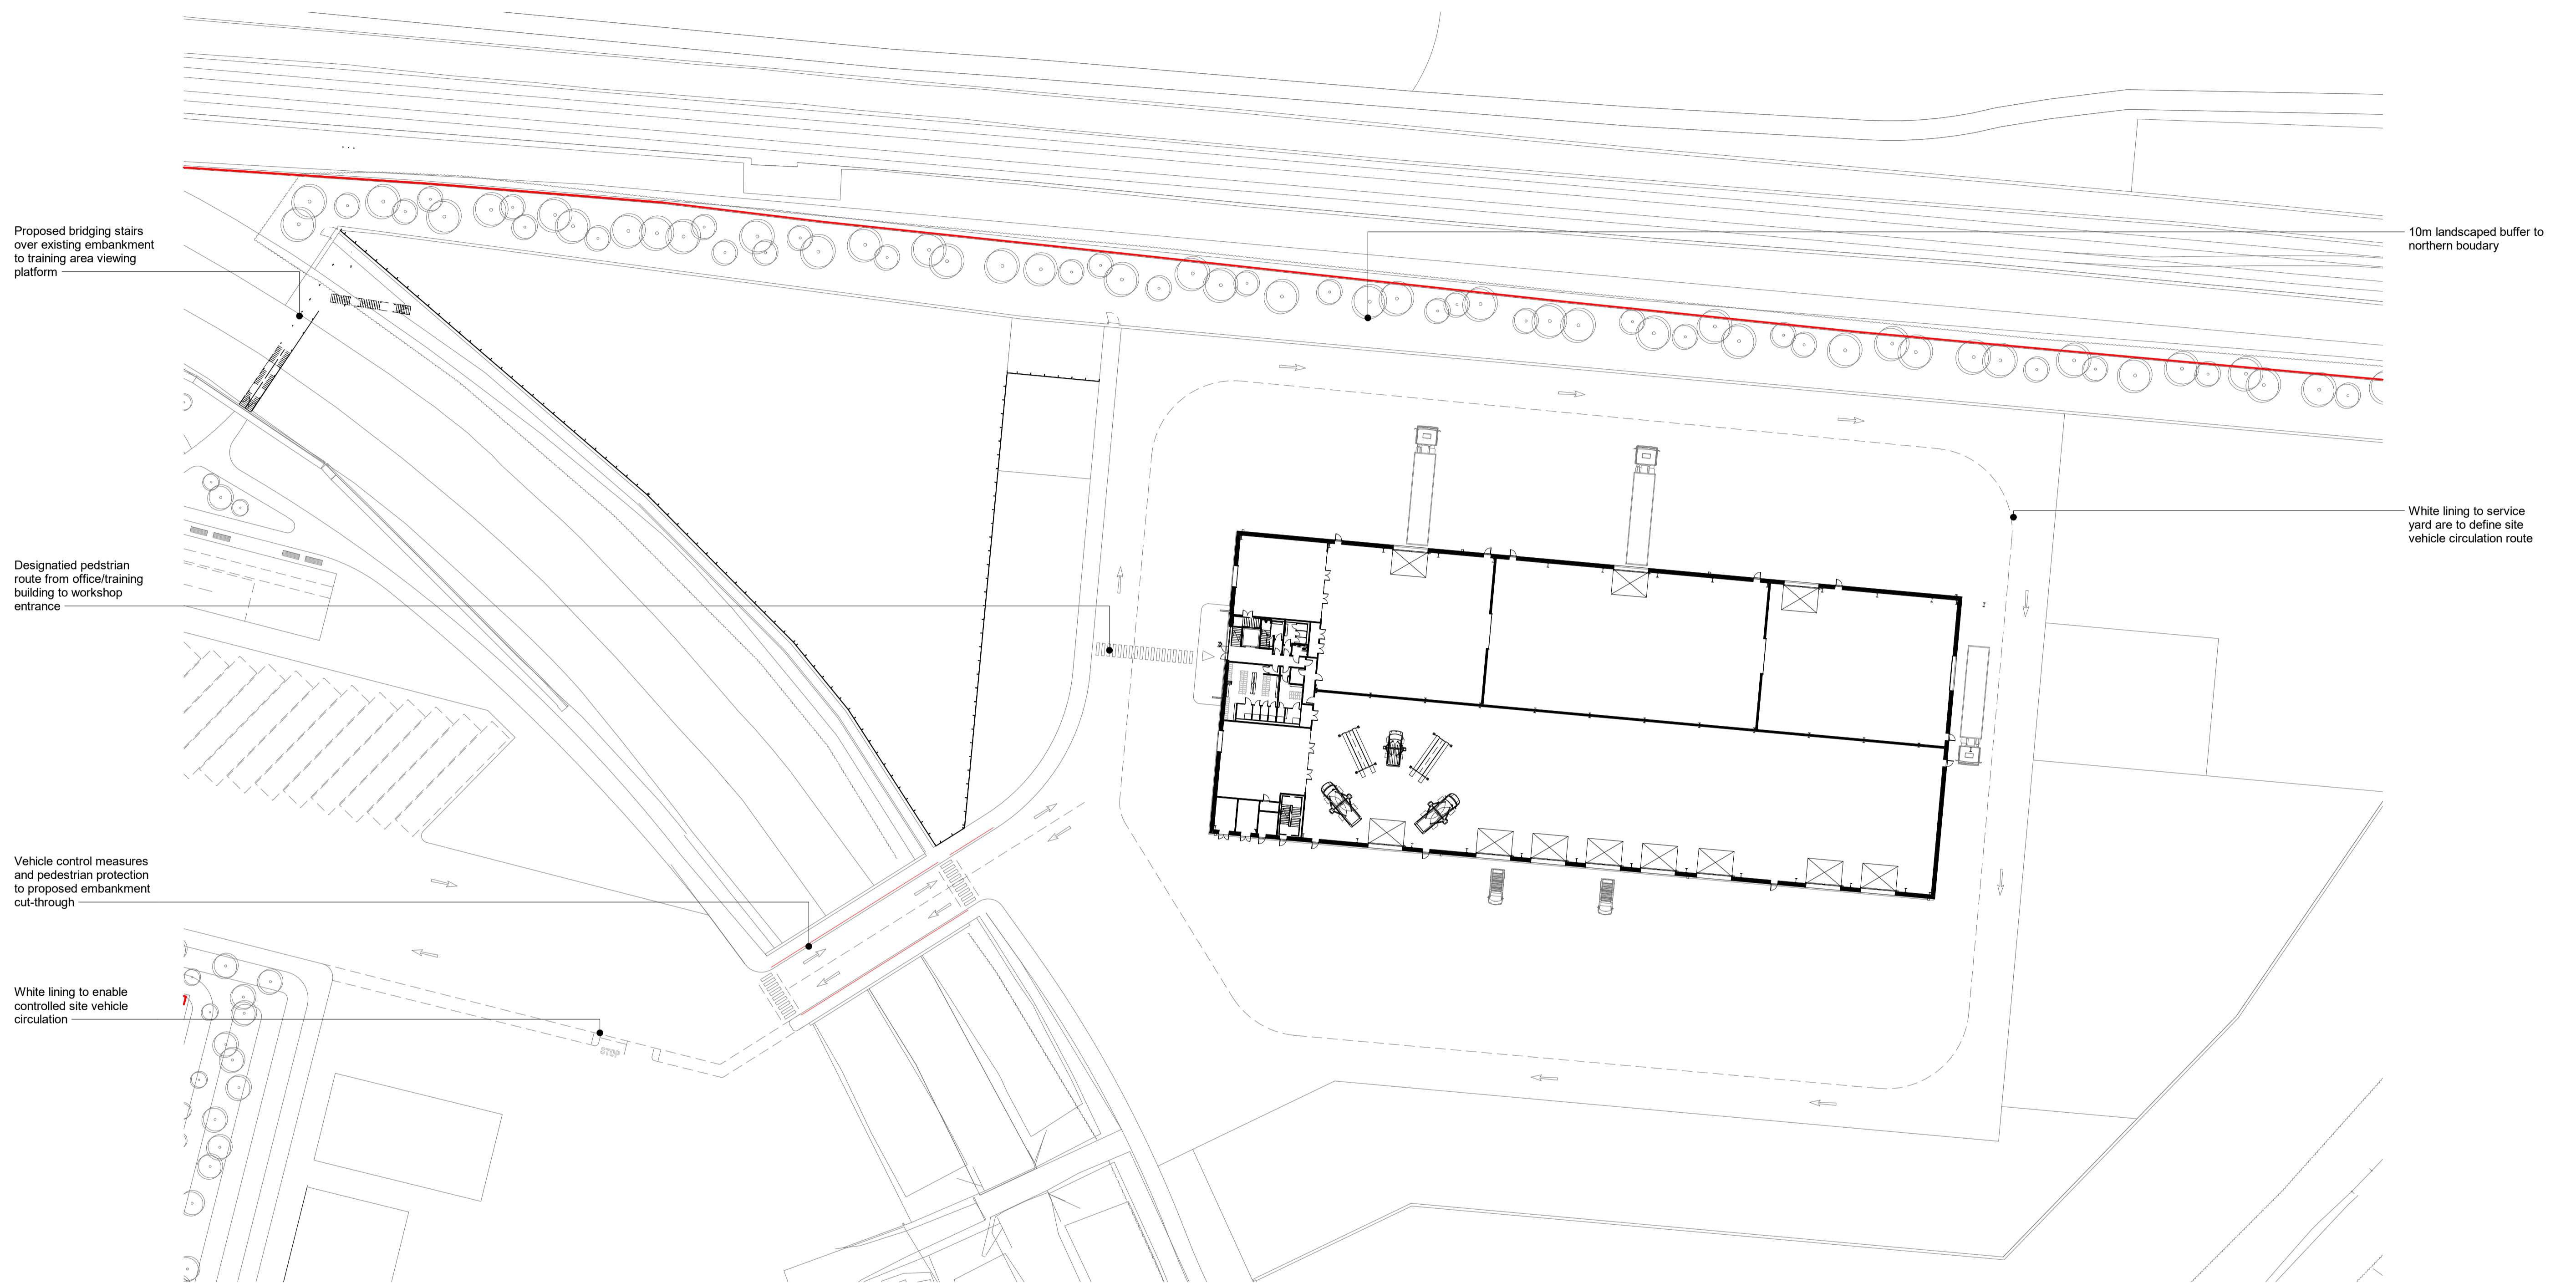 Proposed bridging stairs
over existing embankment
to training area viewing
platform
10m landscaped buffer to
northern boudary
White lining to service
yard are to define site
vehicle circulation route
Designatied pedstrian
route from office/training
building to workshop
entrance
Vehicle control measures
and pedestrian protection
to proposed embankment
cut-through
White lining to enable
controlled site vehicle
circulation
STOP